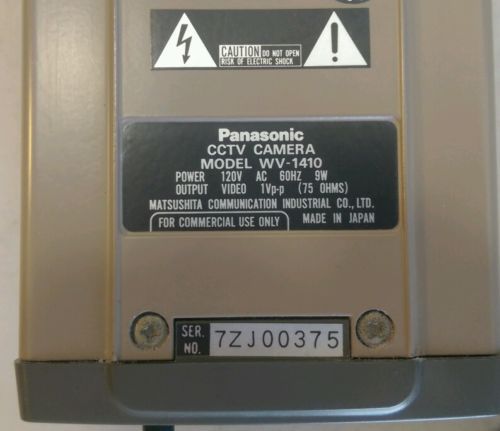 CAUTION DO NOT OPEN
RISK OF ELECTRIC SHOCK
Panasonic
CCTV CAMERA
MODEL WV-1410
POWER 120V AC 60HZ 9W
OUTPUT VIDEO 1Vp-p (75 OHMS)
MATSUSHITA COMMUNICATION INDUSTRIAL CO., LTD.
FOR COMMERCIAL USE ONLY MADE IN JAPAN
SER. NO. 7ZJ00375